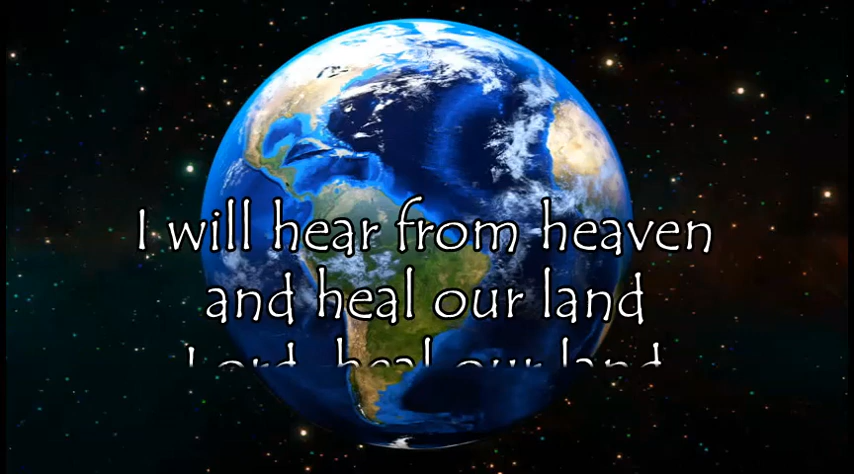 I will hear from heaven
and heal our land
Lord, heal our land